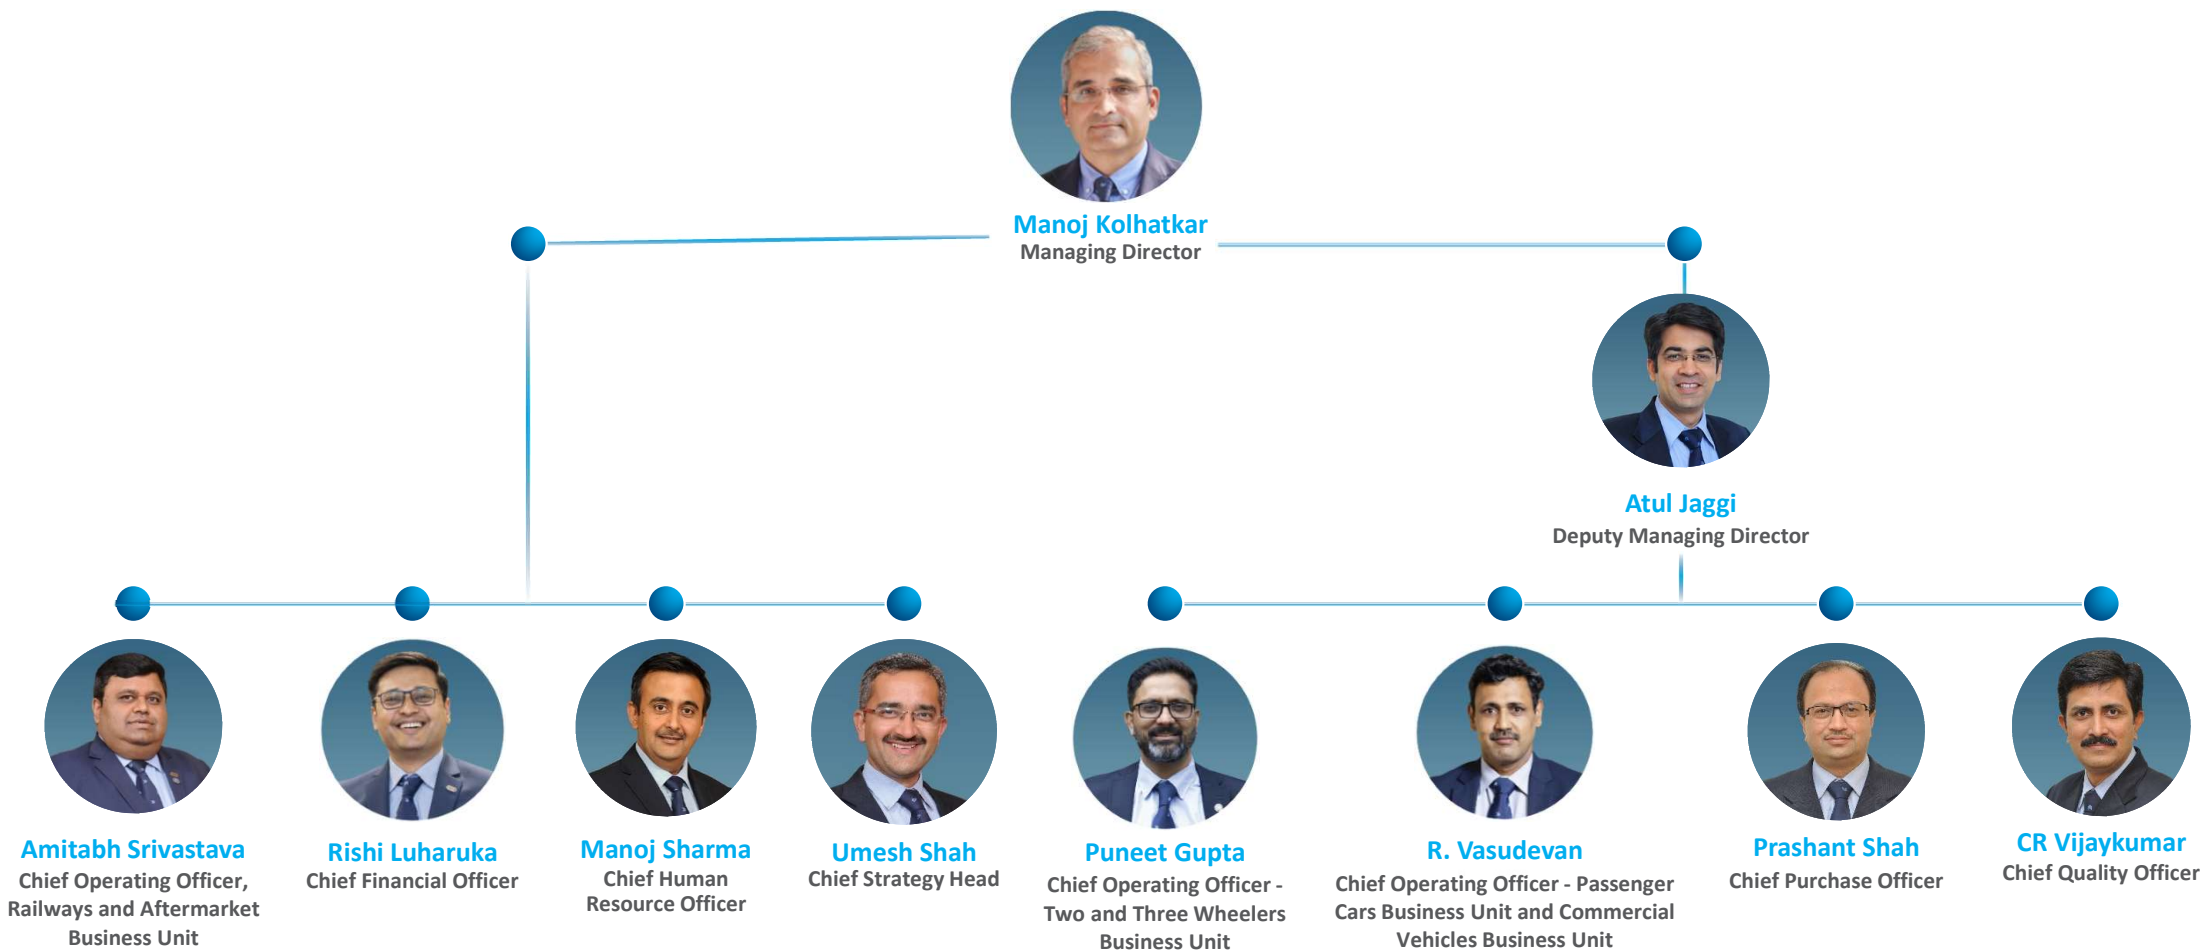 Manoj Kolhatkar
Managing Director
Atul Jaggi
Deputy Managing Director
Amitabh Srivastava
Chief Operating Officer,
Railways and Aftermarket
Business Unit
Rishi Luharuka
Chief Financial Officer
Manoj Sharma
Chief Human
Resource Officer
Umesh Shah
Chief Strategy Head
Puneet Gupta
Chief Operating Officer -
Two and Three Wheelers
Business Unit
R. Vasudevan
Chief Operating Officer - Passenger
Cars Business Unit and Commercial
Vehicles Business Unit
Prashant Shah
Chief Purchase Officer
CR Vijaykumar
Chief Quality Officer